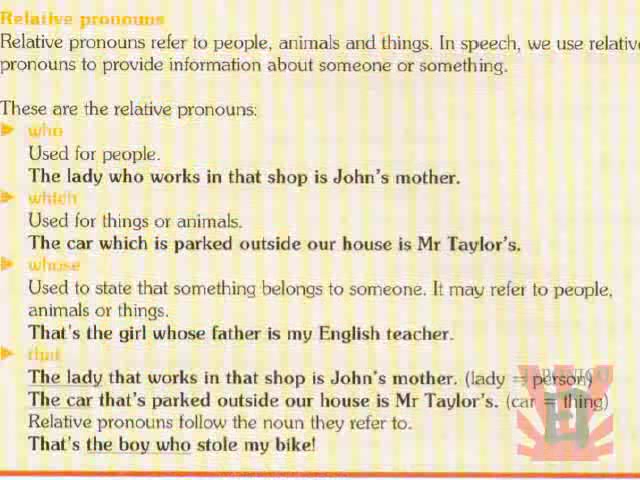 Relative pronouns
Relative pronouns refer to people, animals and things. In speech, we use relative
pronouns to provide information about someone or something.
These are the relative pronouns:
who
Used for people.
The lady who works in that shop is John's mother.
which
Used for things or animals.
The car which is parked outside our house is Mr Taylor's.
whose
Used to state that something belongs to someone. It may refer to people,
animals or things.
That's the girl whose father is my English teacher.
that
The lady that works in that shop is John's mother. (lady = person)
The car that's parked outside our house is Mr Taylor's. (car = thing)
Relative pronouns follow the noun they refer to.
That's the boy who stole my bike!